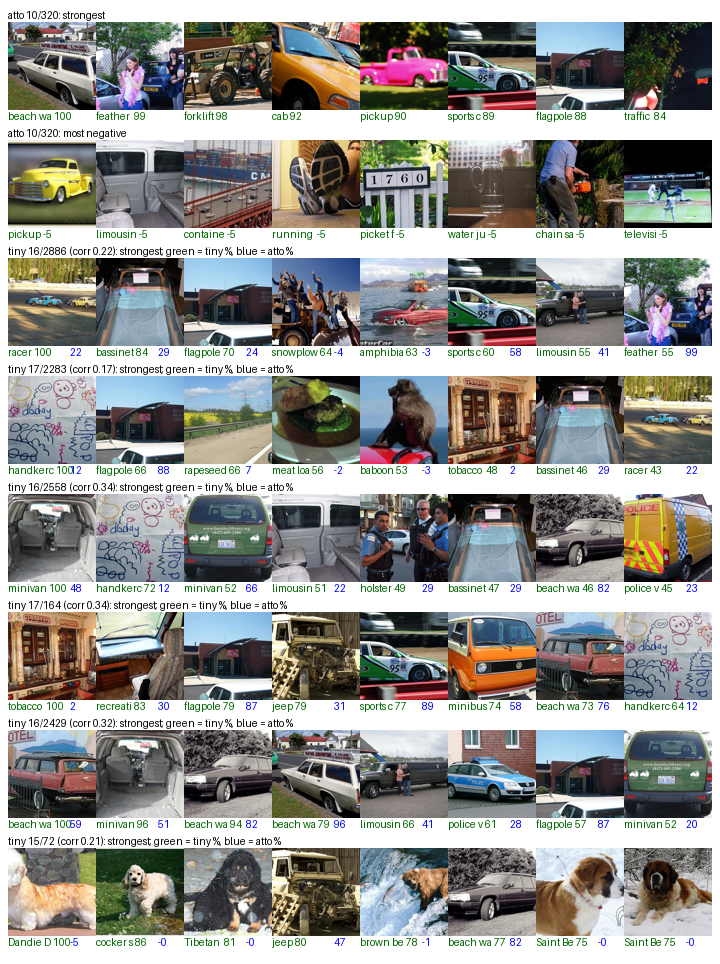 atto 10/320: strongest
beach wa 100 feather 99 forklift 98 cab 92 pickup 90 sports c 89 flagpole 88 traffic 84
atto 10/320: most negative
CM
1760
pickup -5 limousin -5 containe -5 running -5 picket f -5 water ju -5 chain sa -5 televisi -5
tiny 16/2886 (corr 0.22): strongest, green = tiny %, blue = atto %
95
racer 100 22 bassinet 84 29 flagpole 70 24 snowplow 64 -4 amphibia 63 -3 sports c 60 58 limousin 55 41 feather 55 99
tiny 17/2283 (corr 0.17): strongest, green = tiny %, blue = atto %
daday
handkerc 100 12 flagpole 66 88 rapeseed 66 7 meat loa 56 -2 baboon 53 -3 tobacco 48 2 bassinet 46 29 racer 43 22
tiny 16/2558 (corr 0.34): strongest, green = tiny %, blue = atto %
daday
POLICE
minivan 100 48 handkerc 72 12 minivan 52 66 limousin 51 22 holster 49 29 bassinet 47 29 beach wa 46 82 police v 45 23
tiny 17/164 (corr 0.34): strongest, green = tiny %, blue = atto %
95
OTEL
daday
tobacco 100 2 recreati 83 30 flagpole 79 87 jeep 79 31 sports c 77 89 minibus 74 58 beach wa 73 76 handkerc 64 12
tiny 16/2429 (corr 0.32): strongest, green = tiny %, blue = atto %
OTEL
beach wa 100 59 minivan 96 51 beach wa 94 82 beach wa 79 96 limousin 66 41 police v 61 28 flagpole 57 87 minivan 52 20
tiny 15/72 (corr 0.21): strongest, green = tiny %, blue = atto %
Dandie D 100 -5 cocker s 86 -0 Tibetan 81 -0 jeep 80 47 brown be 78 -1 beach wa 77 82 Saint Be 75 -0 Saint Be 75 -0